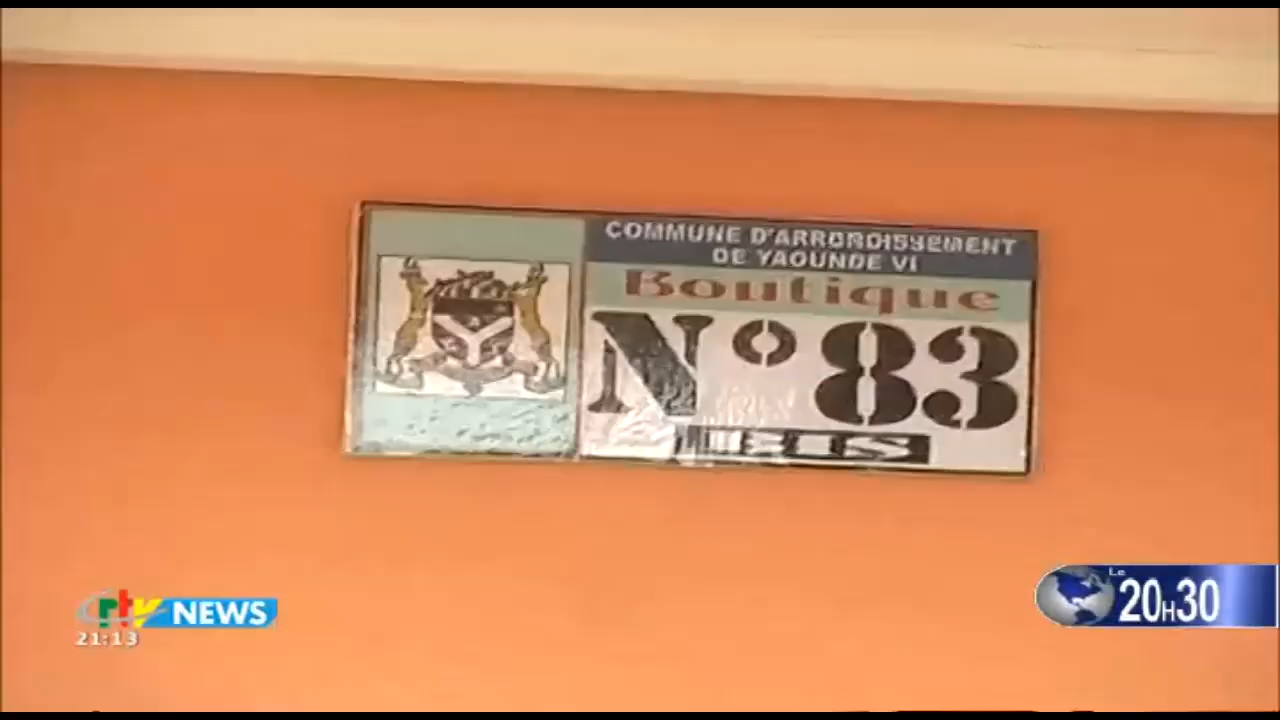 COMMUNE D'ARRONDISSEMENT
DE YAOUNDE VI
Boutique
N° 83
BIS
crtv NEWS
21:13
Le
20H30